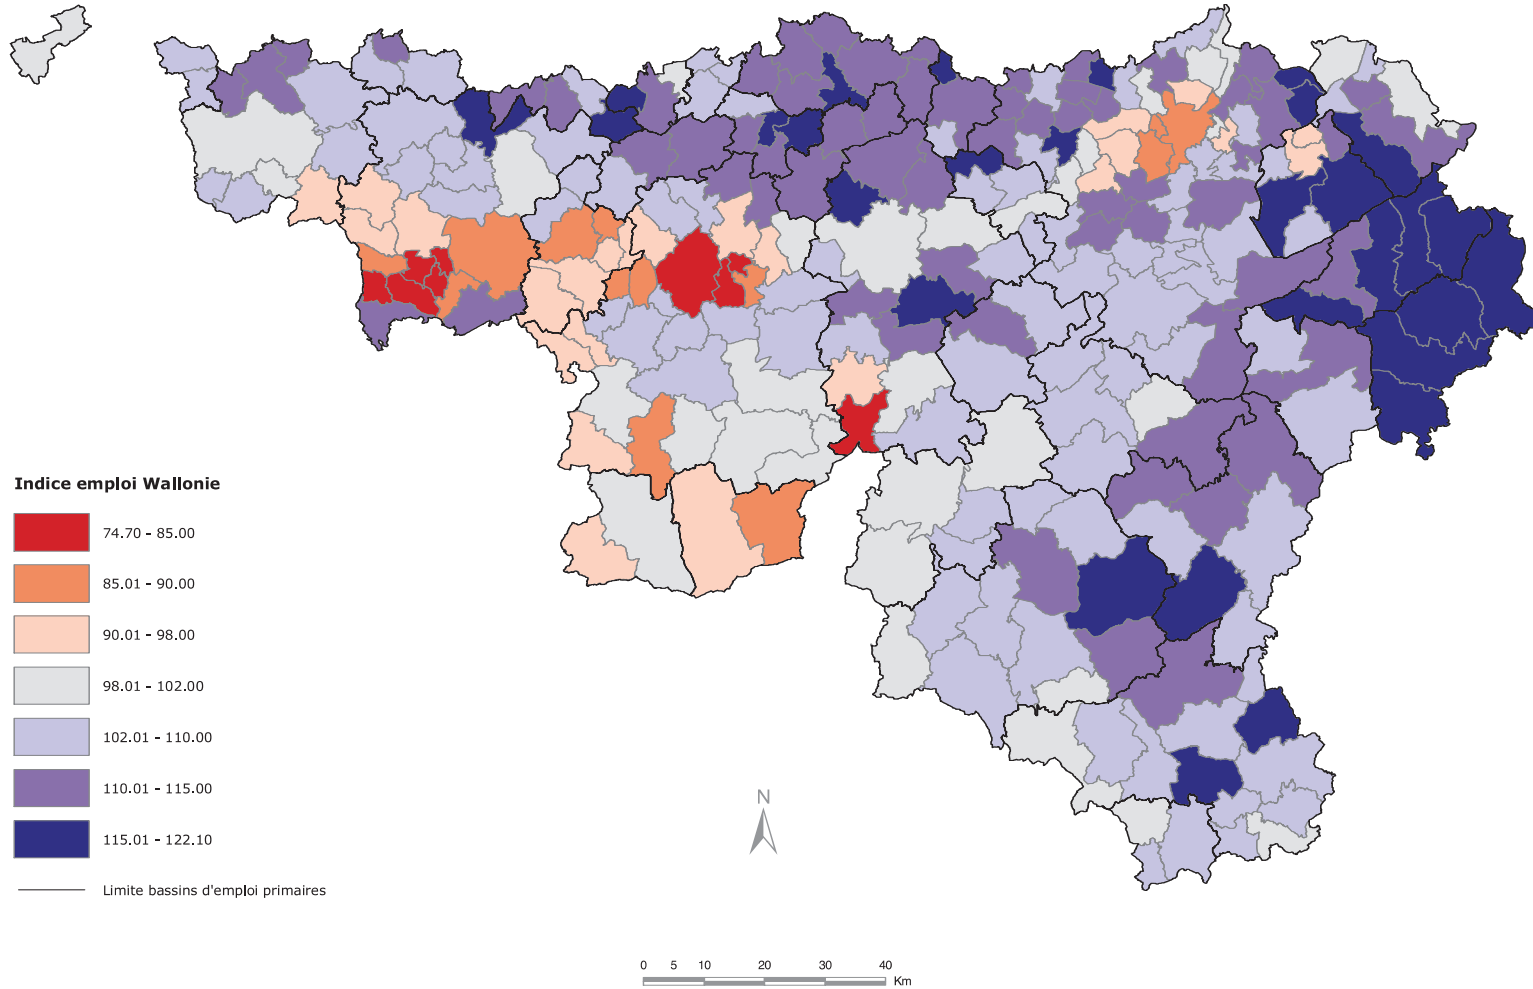 Indice emploi Wallonie
74.70 - 85.00
85.01 - 90.00
90.01 - 98.00
98.01 - 102.00
102.01 - 110.00
110.01 - 115.00
115.01 - 122.10
Limite bassins d'emploi primaires
N
0 5 10 20 30 40
Km